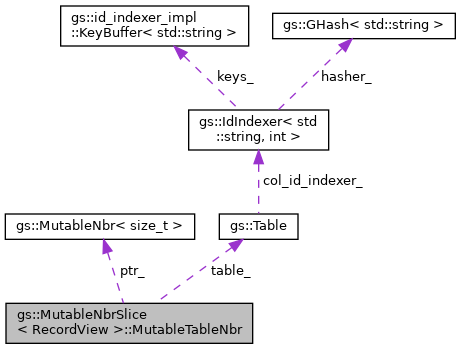 gs::id_indexer_impl
::KeyBuffer< std::string >
gs::GHash< std::string >
keys_
hasher_
gs::IdIndexer< std
::string, int >
col_id_indexer_
gs::MutableNbr< size_t >
gs::Table
ptr_
table_
gs::MutableNbrSlice
< RecordView >::MutableTableNbr